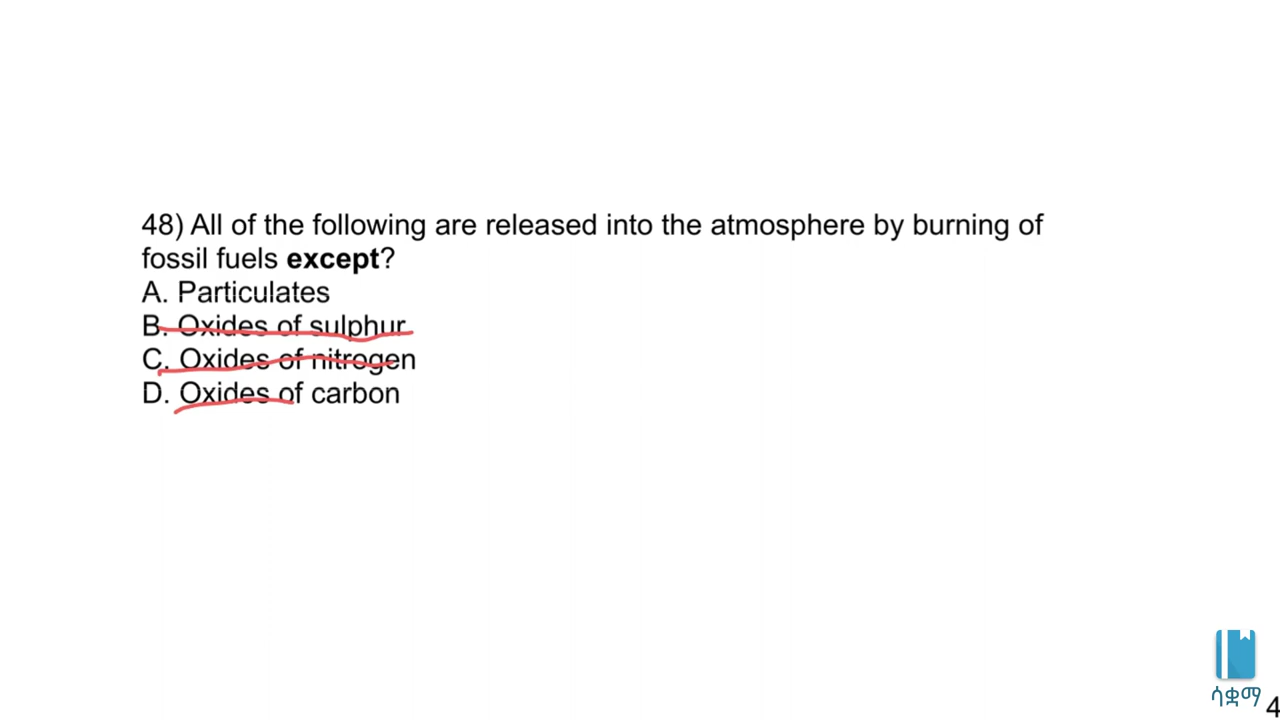 48) All of the following are released into the atmosphere by burning of
fossil fuels except?
A. Particulates
B. Oxides of sulphur
C. Oxides of nitrogen
D. Oxides of carbon
ሳቋማ
4